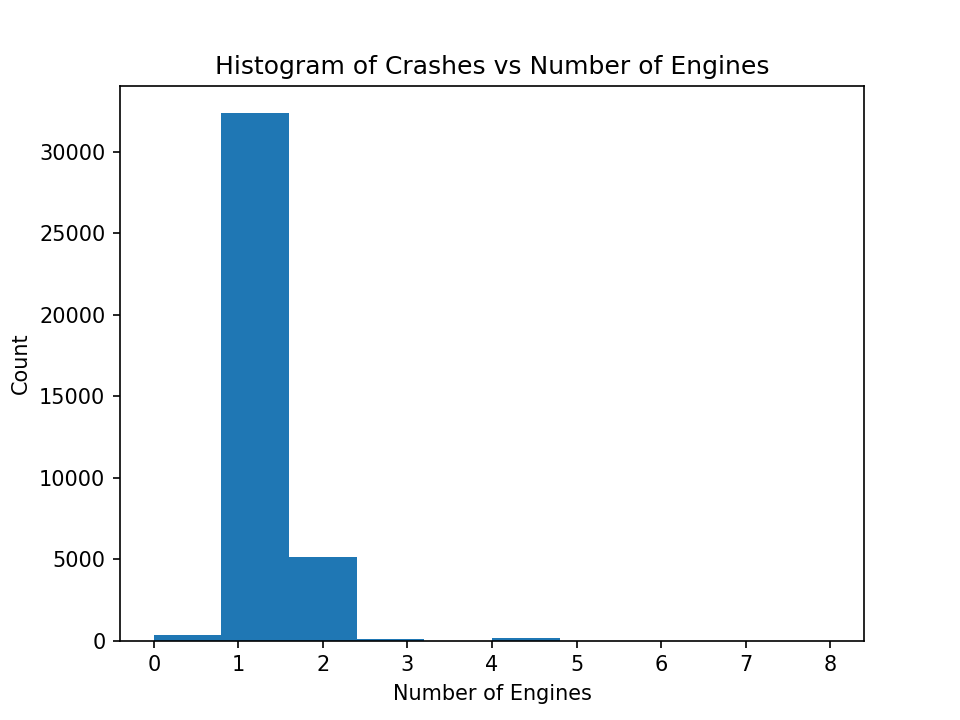 Histogram of Crashes vs Number of Engines
30000
25000
20000
15000
10000
5000
0
Count
0 1 2 3 4 5 6 7 8
Number of Engines